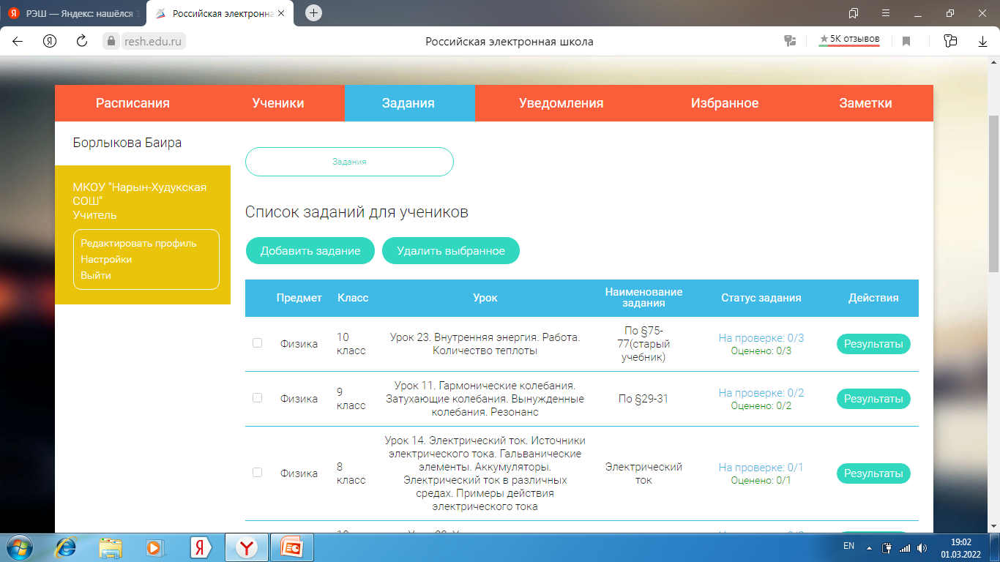 РЭШ — Яндекс: нашёлся
Российская электронна
resh.edu.ru
Российская электронная школа
5K отзывов
Расписания
Ученики
Задания
Уведомления
Избранное
Заметки
Борлыкова Баира
МКОУ "Нарын-Худукская
СОШ"
Учитель
Редактировать профиль
Настройки
Выйти
Задания
Список заданий для учеников
Добавить задание
Удалить выбранное
Предмет
Класс
Урок
Наименование
задания
Статус задания
Действия
Физика
10
класс
Урок 23. Внутренняя энергия. Работа.
Количество теплоты
По §75-
77(старый
учебник)
На проверке: 0/3
Оценено: 0/3
Результаты
Физика
9
класс
Урок 11. Гармонические колебания.
Затухающие колебания. Вынужденные
колебания. Резонанс
По §29-31
На проверке: 0/2
Оценено: 0/2
Результаты
Физика
8
класс
Урок 14. Электрический ток. Источники
электрического тока. Гальванические
элементы. Аккумуляторы.
Электрический ток в различных
средах. Примеры действия
электрического тока
Электрический
ток
На проверке: 0/1
Оценено: 0/1
Результаты
EN
19:02
01.03.2022